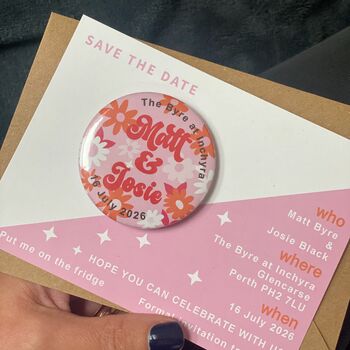 SAVE THE DATE
The Byre at Inchyra
Matt
&
Josie
16 July 2026
who
Matt Byre
&
Josie Black
where
The Byre at Inchyra
Glencarse
Perth PH2 7LU
when
16 July 2026
Put me on the fridge
HOPE YOU CAN CELEBRATE WITH US
Formal invitation